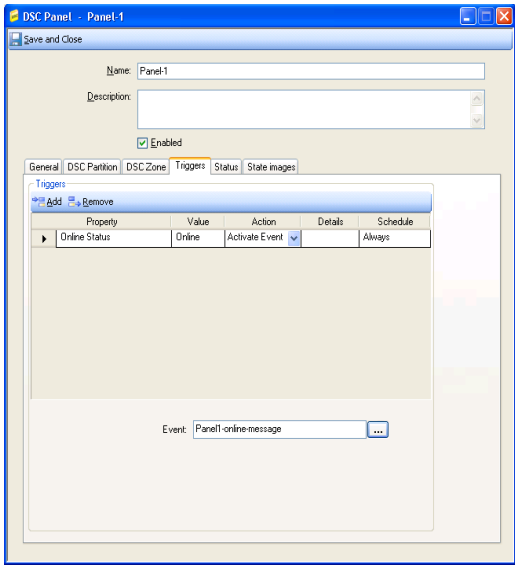 DSC Panel - Panel-1
Save and Close
Name: Panel-1
Description:
Enabled
General DSC Partition DSC Zone Triggers Status State images
Triggers
Add Remove
Property Value Action Details Schedule
Online Status Online Activate Event Always
Event: Panel1-online-message ...